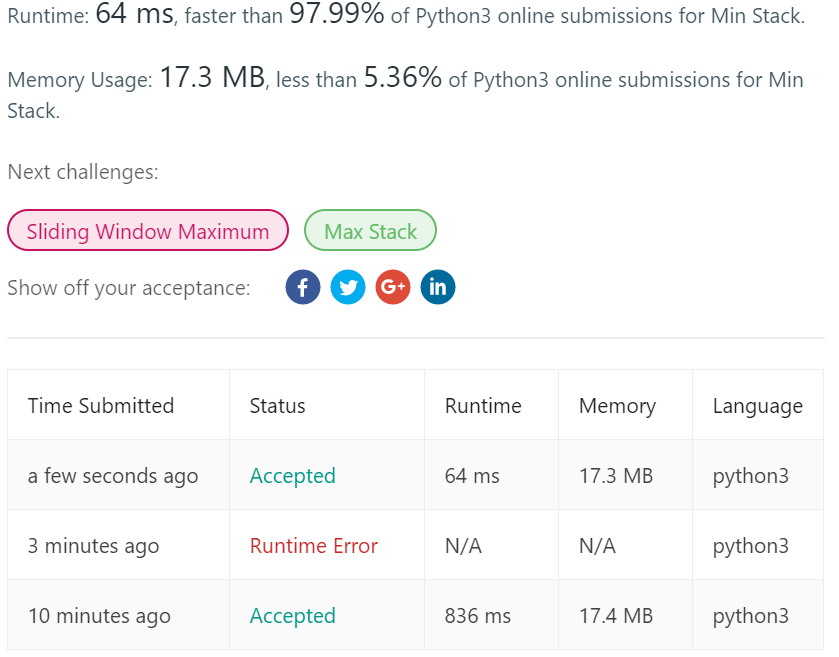 Runtime: 64 ms, faster than 97.99% of Python3 online submissions for Min Stack.
Memory Usage: 17.3 MB, less than 5.36% of Python3 online submissions for Min
Stack.
Next challenges:
Sliding Window Maximum Max Stack
Show off your acceptance: f G+ in
Time Submitted Status Runtime Memory Language
a few seconds ago Accepted 64 ms 17.3 MB python3
3 minutes ago Runtime Error N/A N/A python3
10 minutes ago Accepted 836 ms 17.4 MB python3